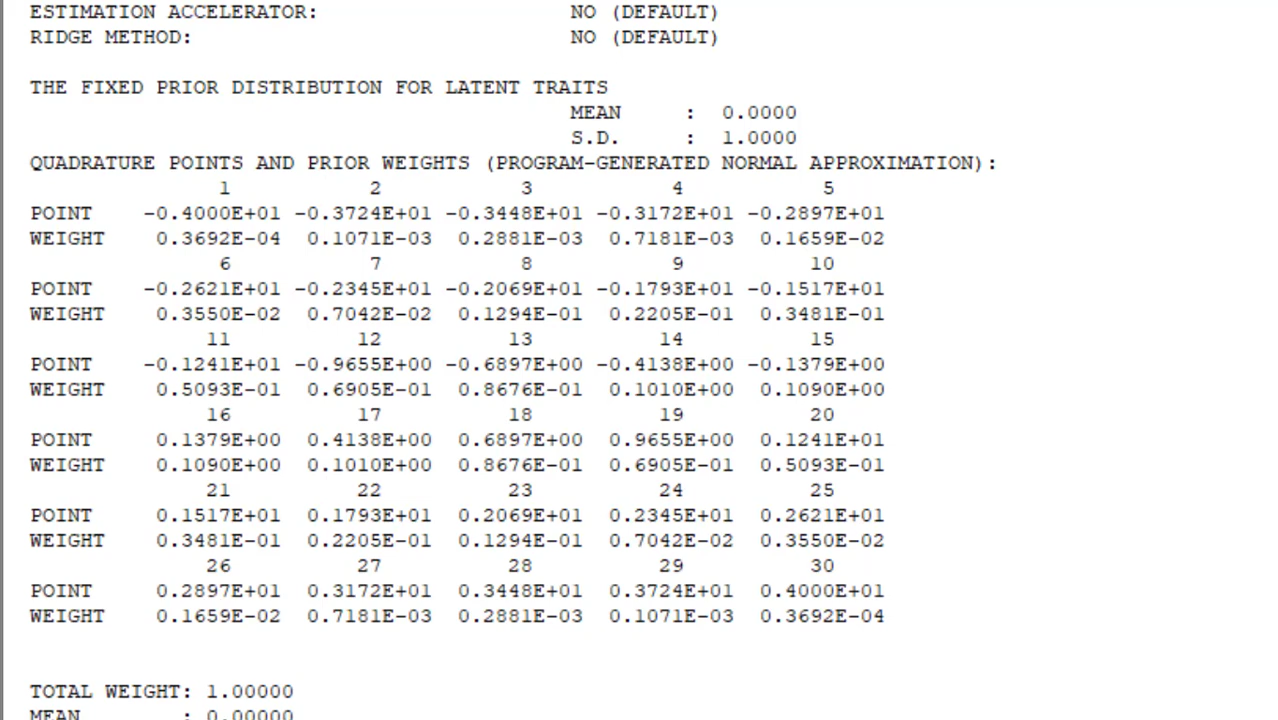 ESTIMATION ACCELERATOR: NO (DEFAULT)
RIDGE METHOD: NO (DEFAULT)
THE FIXED PRIOR DISTRIBUTION FOR LATENT TRAITS
MEAN : 0.0000
S.D. : 1.0000
QUADRATURE POINTS AND PRIOR WEIGHTS (PROGRAM-GENERATED NORMAL APPROXIMATION):
1 2 3 4 5
POINT -0.4000E+01 -0.3724E+01 -0.3448E+01 -0.3172E+01 -0.2897E+01
WEIGHT 0.3692E-04 0.1071E-03 0.2881E-03 0.7181E-03 0.1659E-02
6 7 8 9 10
POINT -0.2621E+01 -0.2345E+01 -0.2069E+01 -0.1793E+01 -0.1517E+01
WEIGHT 0.3550E-02 0.7042E-02 0.1294E-01 0.2205E-01 0.3481E-01
11 12 13 14 15
POINT -0.1241E+01 -0.9655E+00 -0.6897E+00 -0.4138E+00 -0.1379E+00
WEIGHT 0.5093E-01 0.6905E-01 0.8676E-01 0.1010E+00 0.1090E+00
16 17 18 19 20
POINT 0.1379E+00 0.4138E+00 0.6897E+00 0.9655E+00 0.1241E+01
WEIGHT 0.1090E+00 0.1010E+00 0.8676E-01 0.6905E-01 0.5093E-01
21 22 23 24 25
POINT 0.1517E+01 0.1793E+01 0.2069E+01 0.2345E+01 0.2621E+01
WEIGHT 0.3481E-01 0.2205E-01 0.1294E-01 0.7042E-02 0.3550E-02
26 27 28 29 30
POINT 0.2897E+01 0.3172E+01 0.3448E+01 0.3724E+01 0.4000E+01
WEIGHT 0.1659E-02 0.7181E-03 0.2881E-03 0.1071E-03 0.3692E-04
TOTAL WEIGHT: 1.00000
MEAN : 0.00000